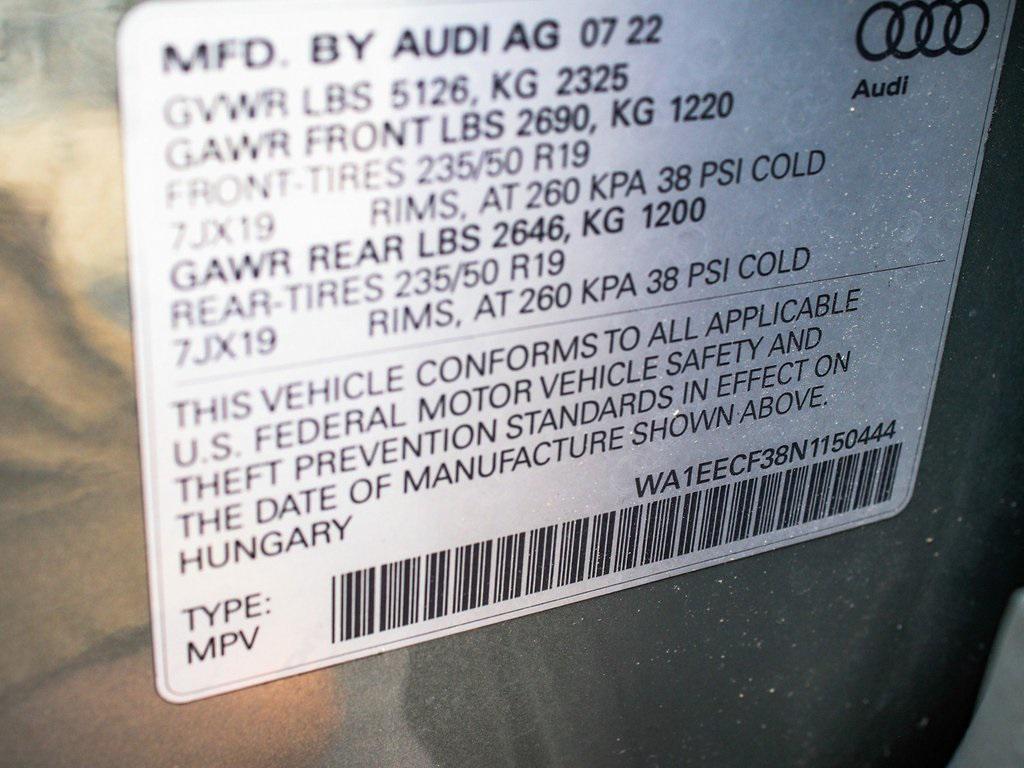 MFD. BY AUDI AG 07 22
Audi
GVWR LBS 5126, KG 2325
GAWR FRONT LBS 2690, KG 1220
FRONT-TIRES 235/50 R19
7JX19 RIMS, AT 260 KPA 38 PSI COLD
GAWR REAR LBS 2646, KG 1200
REAR-TIRES 235/50 R19
7JX19 RIMS, AT 260 KPA 38 PSI COLD
THIS VEHICLE CONFORMS TO ALL APPLICABLE
U.S. FEDERAL MOTOR VEHICLE SAFETY AND
THEFT PREVENTION STANDARDS IN EFFECT ON
THE DATE OF MANUFACTURE SHOWN ABOVE.
HUNGARY
WA1EECF38N1150444
TYPE:
MPV